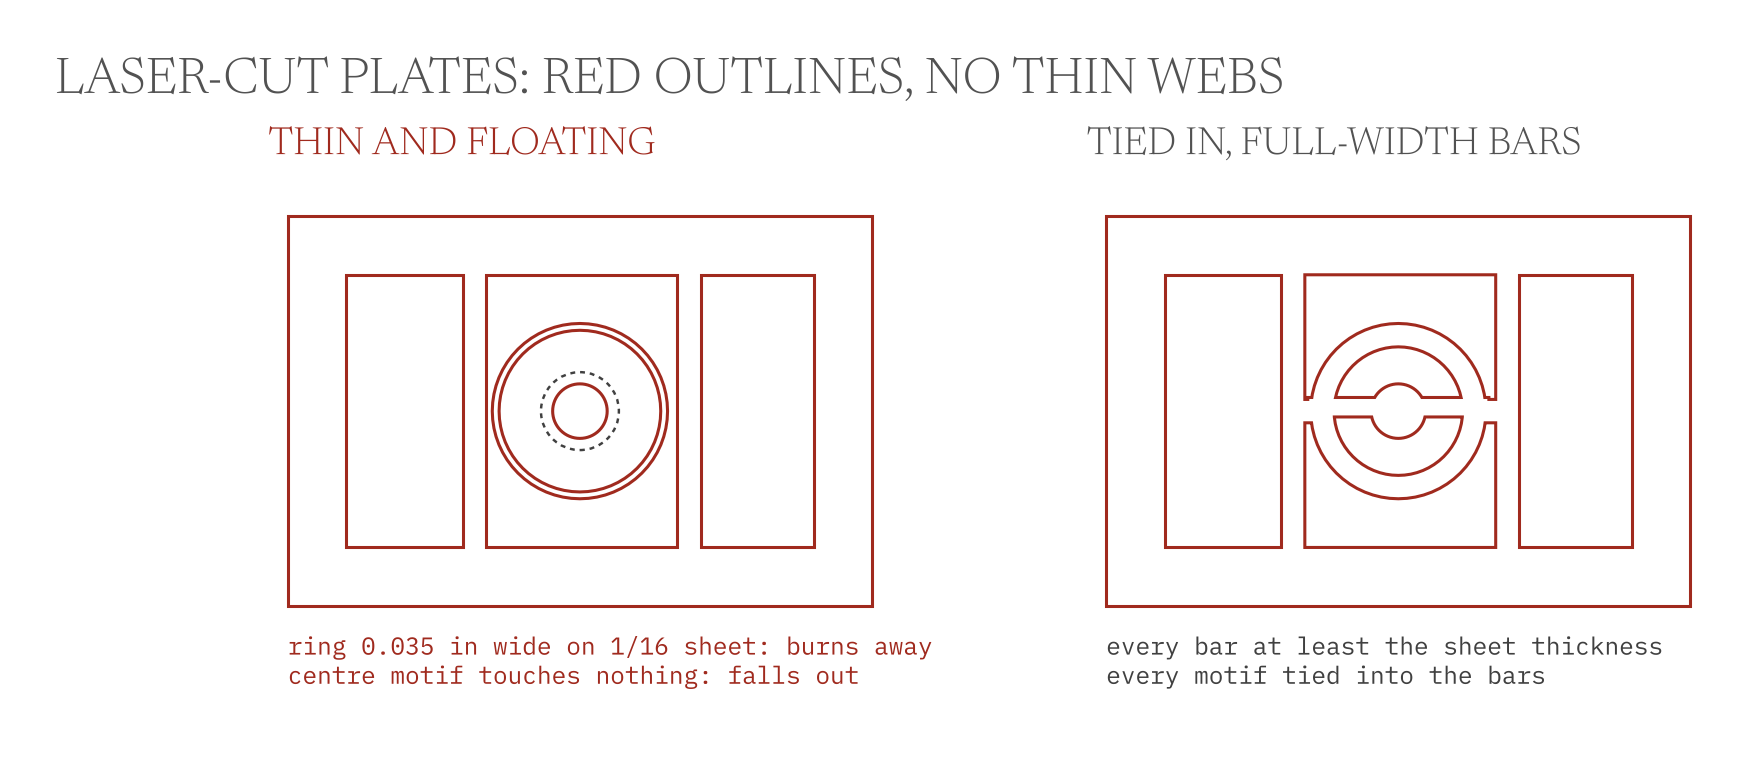 LASER-CUT PLATES: RED OUTLINES, NO THIN WEBS
THIN AND FLOATING
TIED IN, FULL-WIDTH BARS
ring 0.035 in wide on 1/16 sheet: burns away
centre motif touches nothing: falls out
every bar at least the sheet thickness
every motif tied into the bars